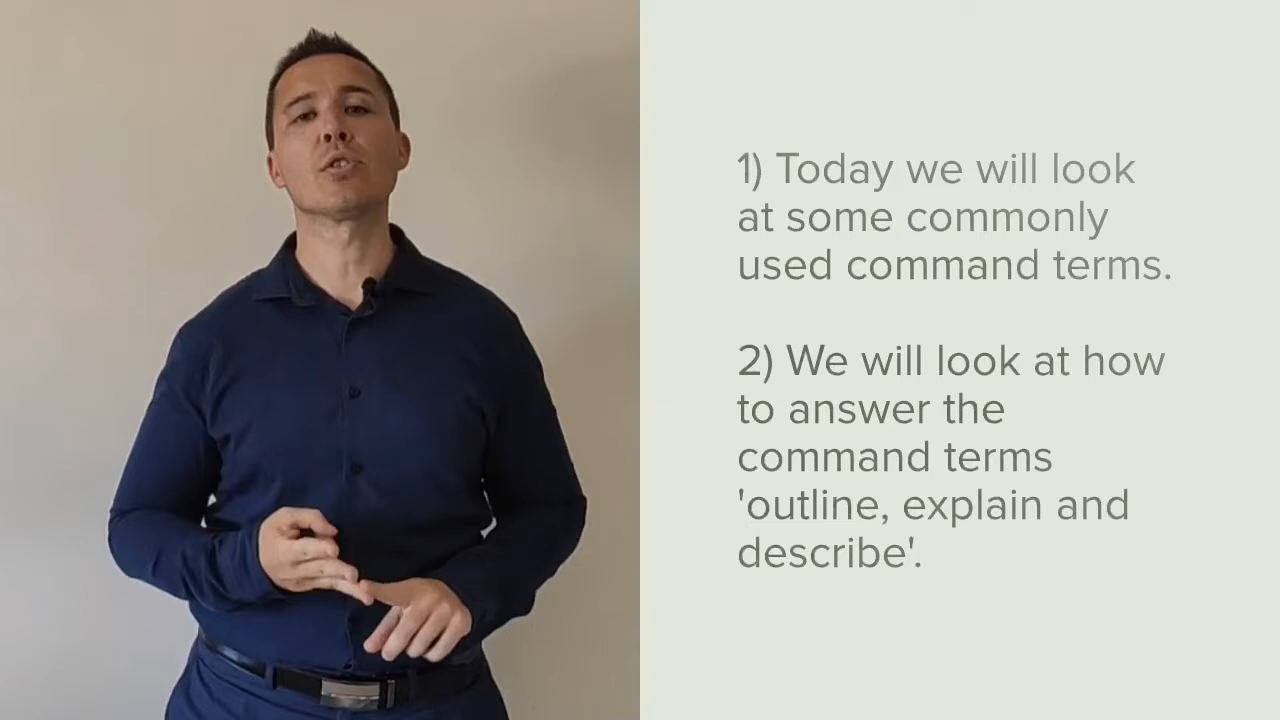 1) Today we will look
at some commonly
used command terms.
2) We will look at how
to answer the
command terms
'outline, explain and
describe'.